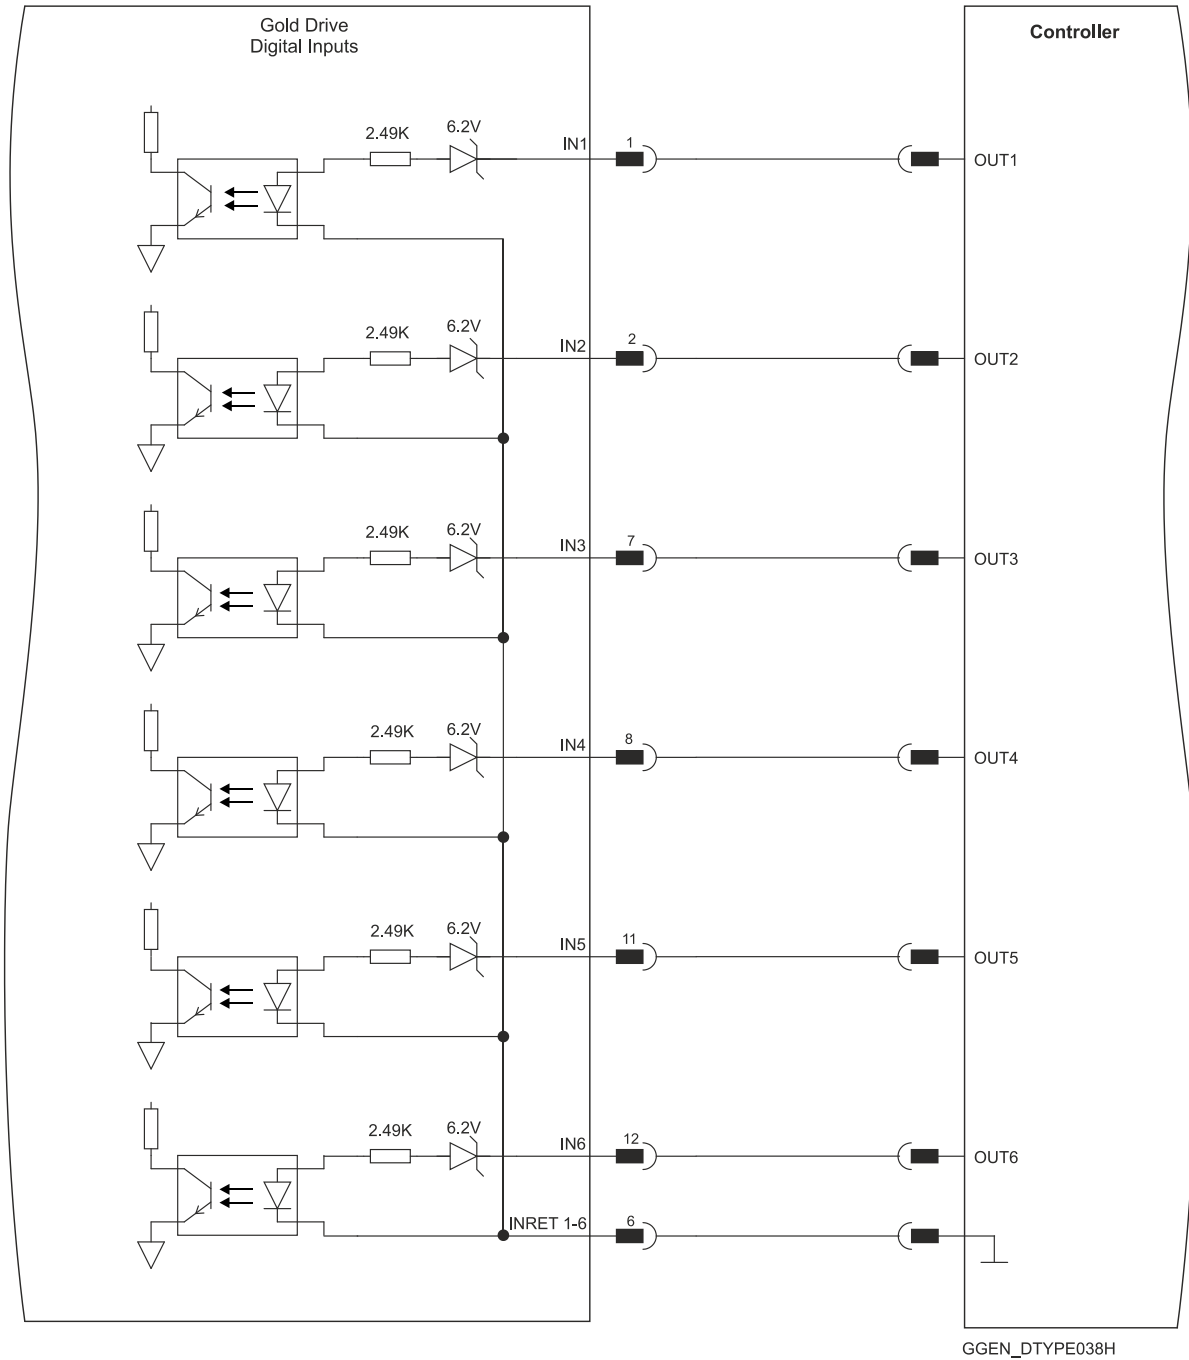 Gold Drive
Digital Inputs
Controller
2.49K
6.2V
IN1
1
OUT1
2.49K
6.2V
IN2
2
OUT2
2.49K
6.2V
IN3
7
OUT3
2.49K
6.2V
IN4
8
OUT4
2.49K
6.2V
IN5
11
OUT5
2.49K
6.2V
IN6
12
OUT6
INRET 1-6
6
GGEN_DTYPE038H